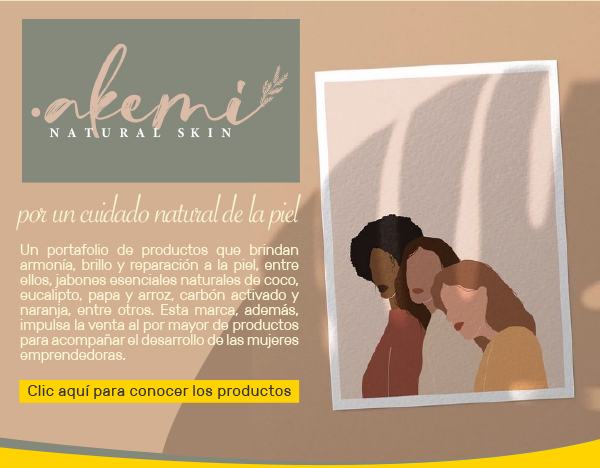 akemi
NATURAL SKIN
por un cuidado natural de la piel
Un portafolio de productos que brindan
armonía, brillo y reparación a la piel, entre
ellos, jabones esenciales naturales de coco,
eucalipto, papa y arroz, carbón activado y
naranja, entre otros. Esta marca, además,
impulsa la venta al por mayor de productos
para acompañar el desarrollo de las mujeres
emprendedoras.
Clic aquí para conocer los productos